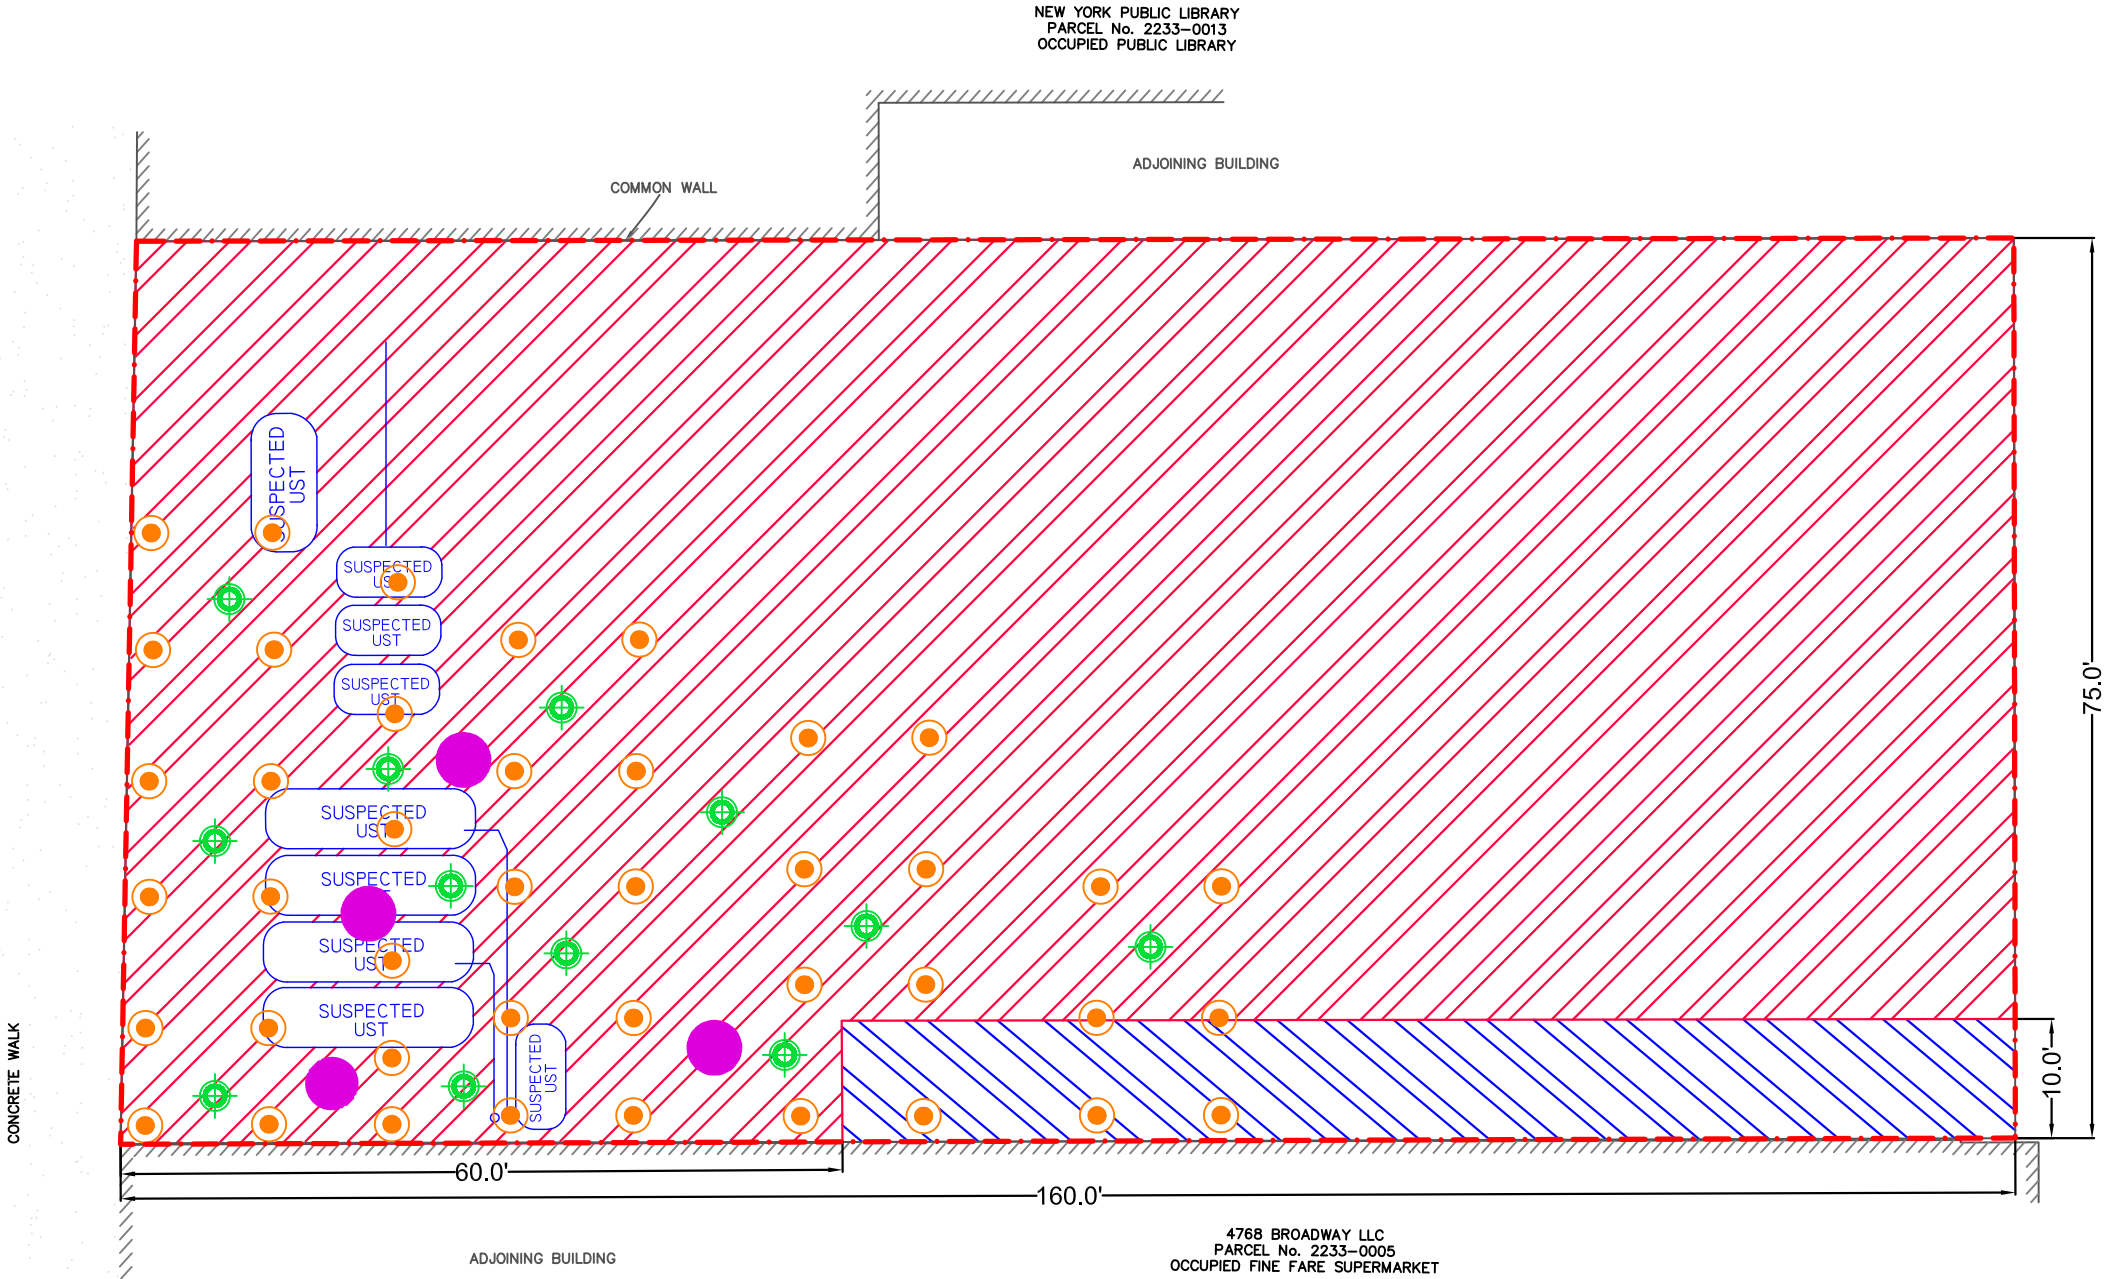 NEW YORK PUBLIC LIBRARY
PARCEL No. 2233-0013
OCCUPIED PUBLIC LIBRARY
ADJOINING BUILDING
COMMON WALL
SUSPECTED
UST
SUSPECTED
UST
SUSPECTED
UST
SUSPECTED
UST
75.0'
SUSPECTED
UST
SUSPECTED
SUSPECTED
UST
SUSPECTED
UST
SUSPECTED
UST
10.0'
CONCRETE WALK
60.0'
160.0'
4768 BROADWAY LLC
PARCEL No. 2233-0005
OCCUPIED FINE FARE SUPERMARKET
ADJOINING BUILDING